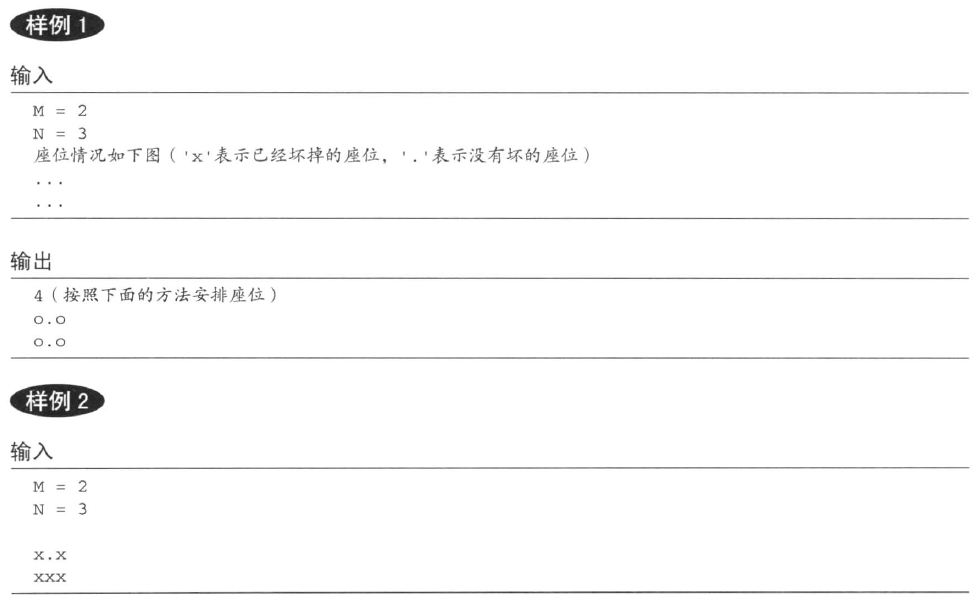 样例 1
输入
M = 2
N = 3
座位情况如下图（'x'表示已经坏掉的座位，'.'表示没有坏的座位）
...
...
输出
4（按照下面的方法安排座位）
o.o
o.o
样例 2
输入
M = 2
N = 3
x.x
xxx